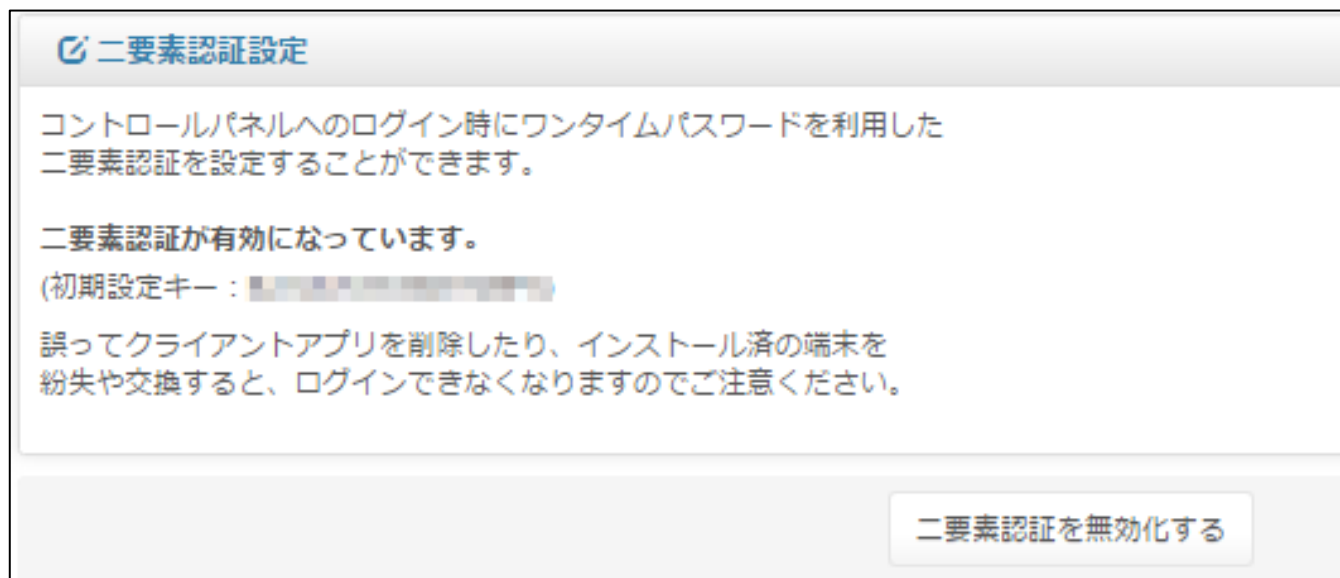 二要素認証設定
コントロールパネルへのログイン時にワンタイムパスワードを利用した
二要素認証を設定することができます。
二要素認証が有効になっています。
(初期設定キー：
誤ってクライアントアプリを削除したり、インストール済の端末を
紛失や交換すると、ログインできなくなりますのでご注意ください。
二要素認証を無効化する